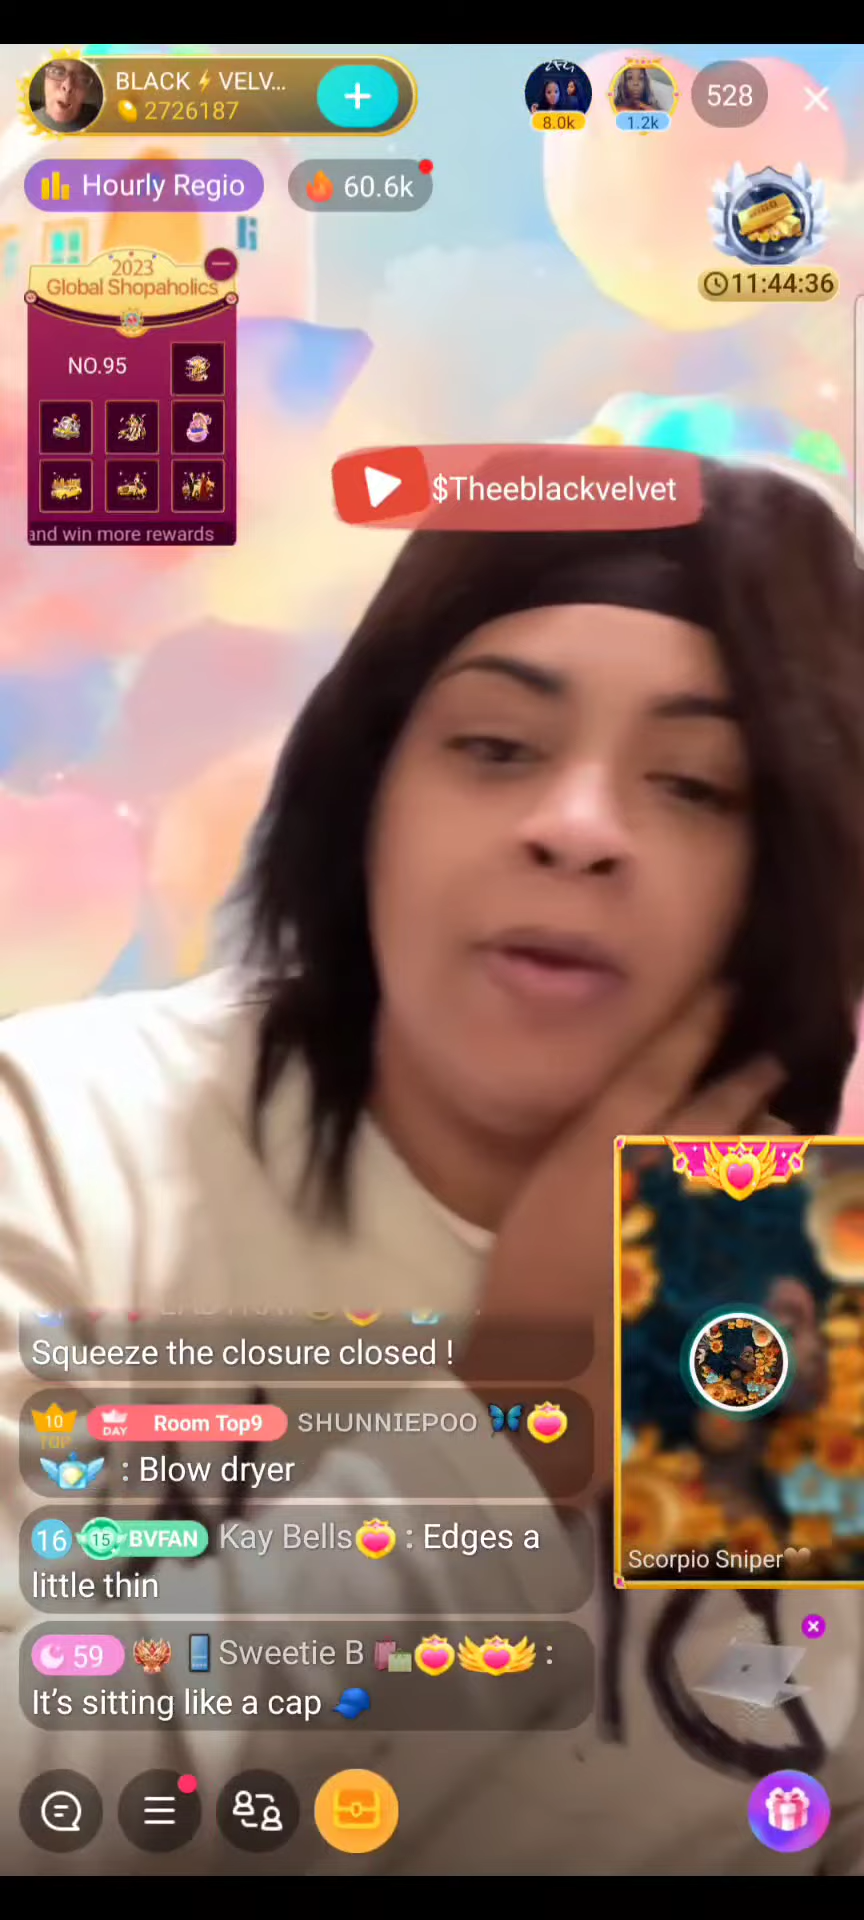 BLACK⚡VELV...
2726187
8.0k
1.2k
528
Hourly Regio
60.6k
11:44:36
2023
Global Shopaholics
NO.95
and win more rewards
$Theeblackvelvet
Squeeze the closure closed !
10 TOP DAY Room Top9 SHUNNIEPOO 🦋
: Blow dryer
16 15 BVFAN Kay Bells : Edges a
little thin
59 Sweetie B 🛍️ :
It's sitting like a cap 🧢
Scorpio Sniper🤎